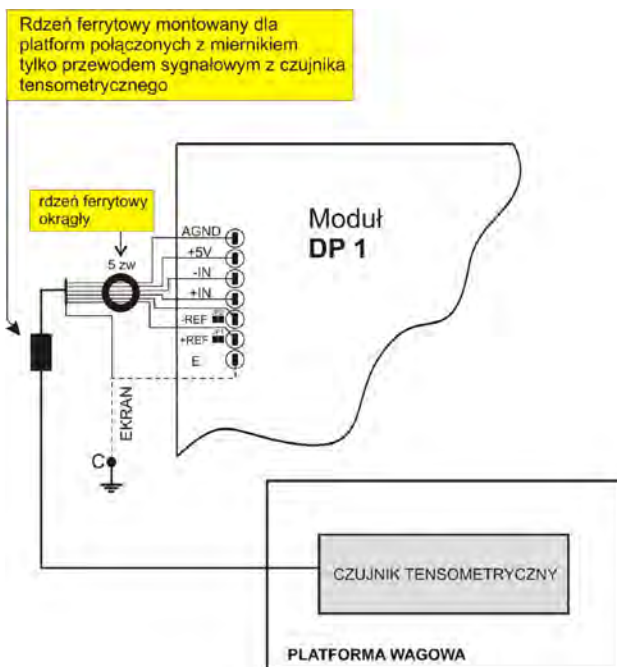 Rdzeń ferrytowy montowany dla
platform połączonych z miernikiem
tylko przewodem sygnałowym z czujnika
tensometrycznego
rdzeń ferrytowy
okrągły
5 zw
Moduł
DP 1
AGND
+5V
-IN
+IN
-REF
+REF
E
EKRAN
C
CZUJNIK TENSOMETRYCZNY
PLATFORMA WAGOWA